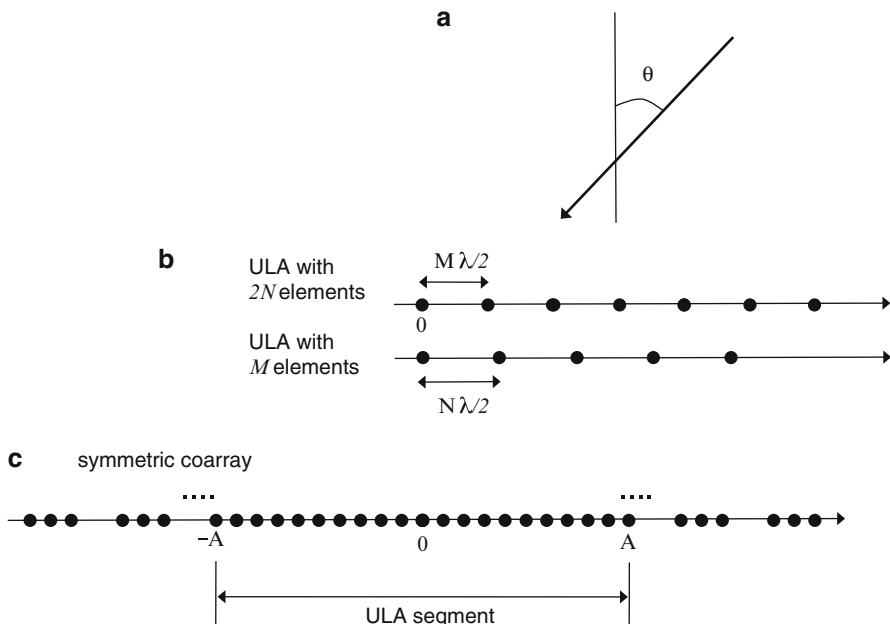 a
θ
b
ULA with
2N elements
M λ/2
0
ULA with
M elements
N λ/2
c symmetric coarray
–A
0
A
ULA segment